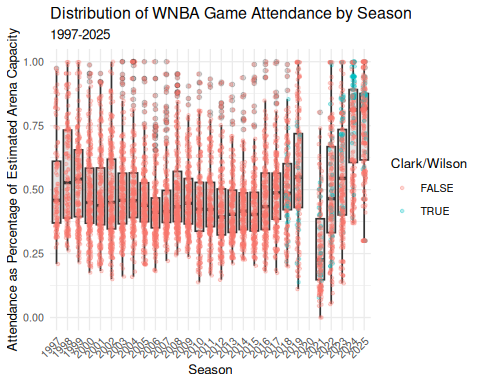 Distribution of WNBA Game Attendance by Season
1997-2025
Attendance as Percentage of Estimated Arena Capacity
1.00
0.75
0.50
0.25
0.00
1997 1998 1999 2000 2001 2002 2003 2004 2005 2006 2007 2008 2009 2010 2011 2012 2013 2014 2015 2016 2017 2018 2019 2020 2021 2022 2023 2024 2025
Season
Clark/Wilson
FALSE
TRUE